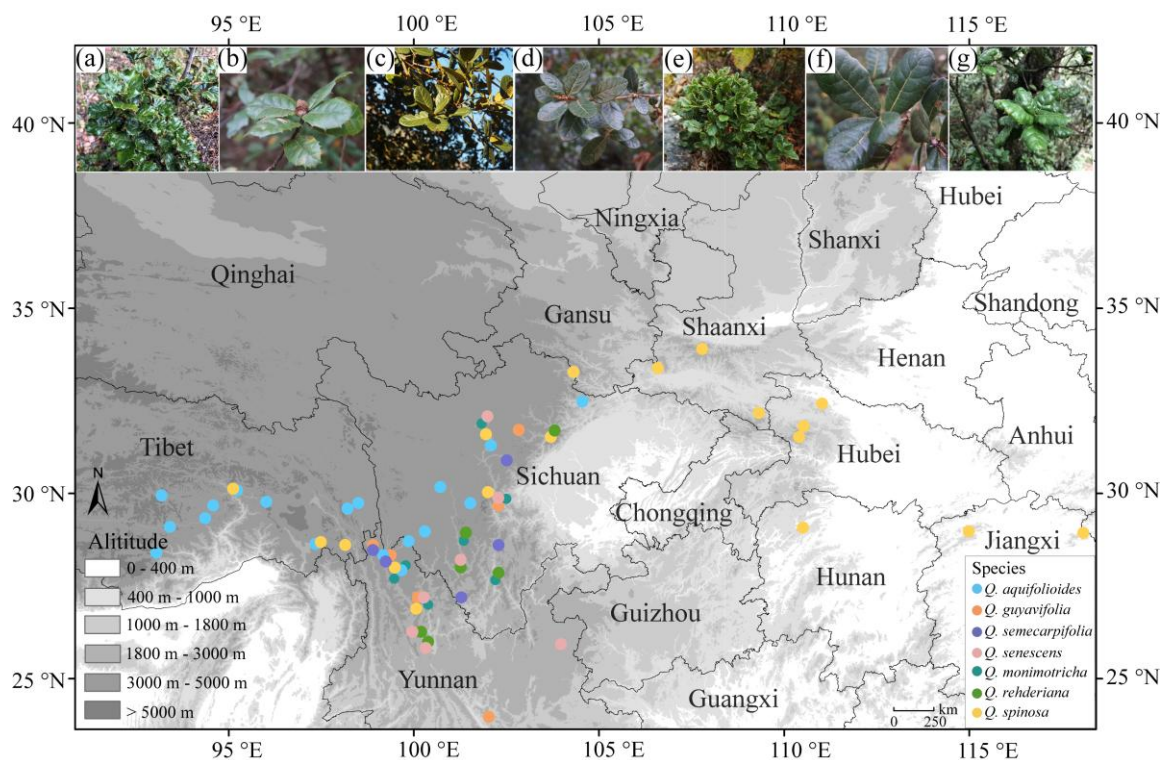 95 °E 100 °E 105 °E 110 °E 115 °E
(a) (b) (c) (d) (e) (f) (g)
40 °N 40 °N
Hubei
Ningxia
Shanxi
Qinghai
35 °N 35 °N
Shandong
Gansu
Shaanxi
Henan
Tibet
Anhui
N
Hubei
Sichuan
30 °N 30 °N
Chongqing
Jiangxi
Alititude
0 - 400 m
400 m - 1000 m
1000 m - 1800 m
1800 m - 3000 m
3000 m - 5000 m
> 5000 m
Hunan
Guizhou
Species
Q. aquifolioides
Q. guyavifolia
Q. semecarpifolia
Q. senescens
Q. monimotricha
Q. rehderiana
Q. spinosa
25 °N 25 °N
Yunnan
Guangxi
km
0 250
95 °E 100 °E 105 °E 110 °E 115 °E